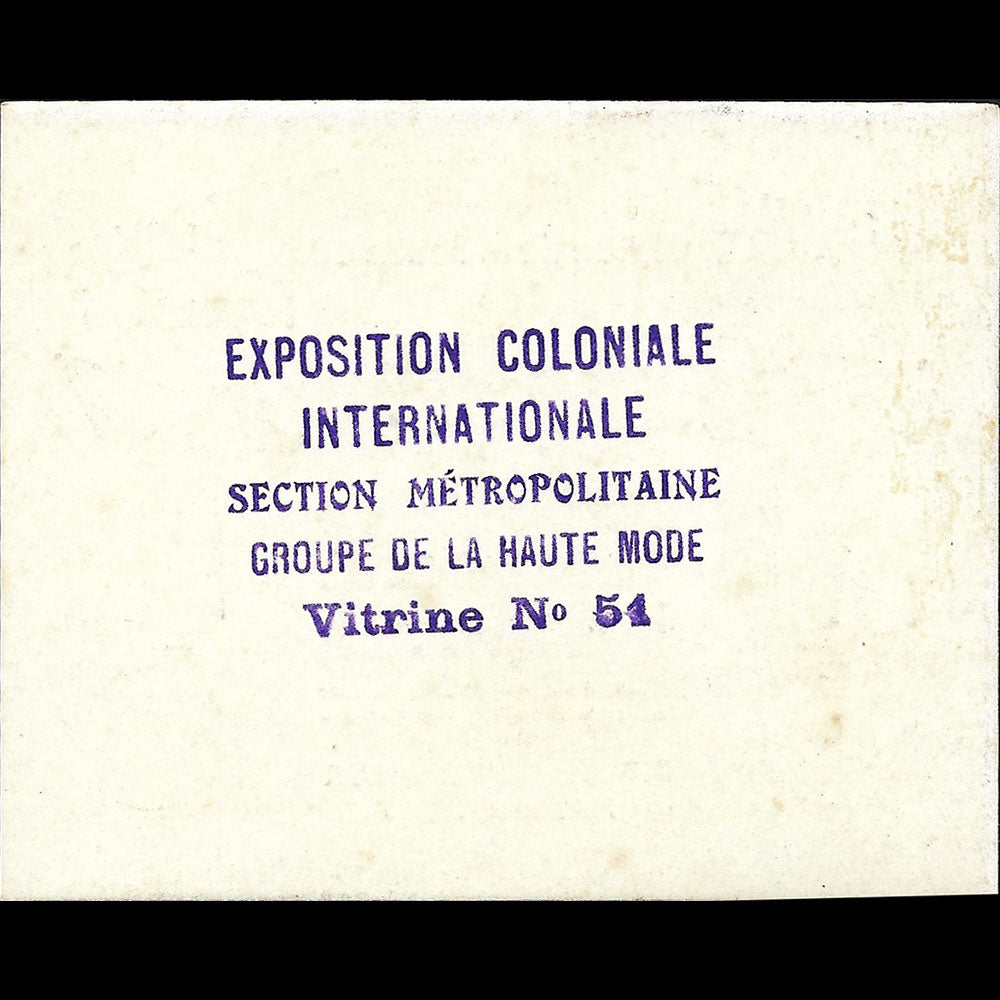 EXPOSITION COLONIALE
INTERNATIONALE
SECTION MÉTROPOLITAINE
GROUPE DE LA HAUTE MODE
Vitrine No 51